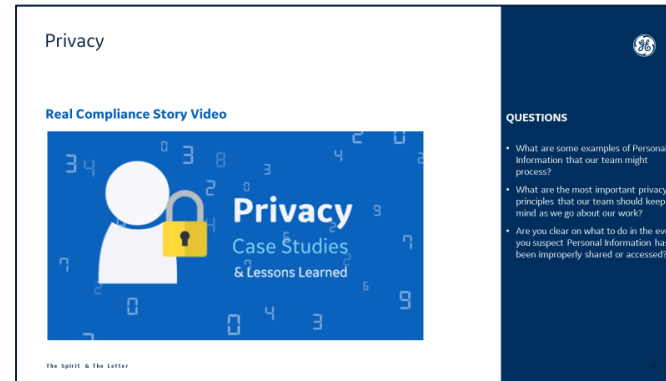 Privacy
Real Compliance Story Video
Privacy
Case Studies
& Lessons Learned
The Spirit & The Letter
QUESTIONS
• What are some examples of Personal
Information that our team might
process?
• What are the most important privacy
principles that our team should keep
mind as we go about our work?
• Are you clear on what to do in the eve
you suspect Personal Information has
been improperly shared or accessed?